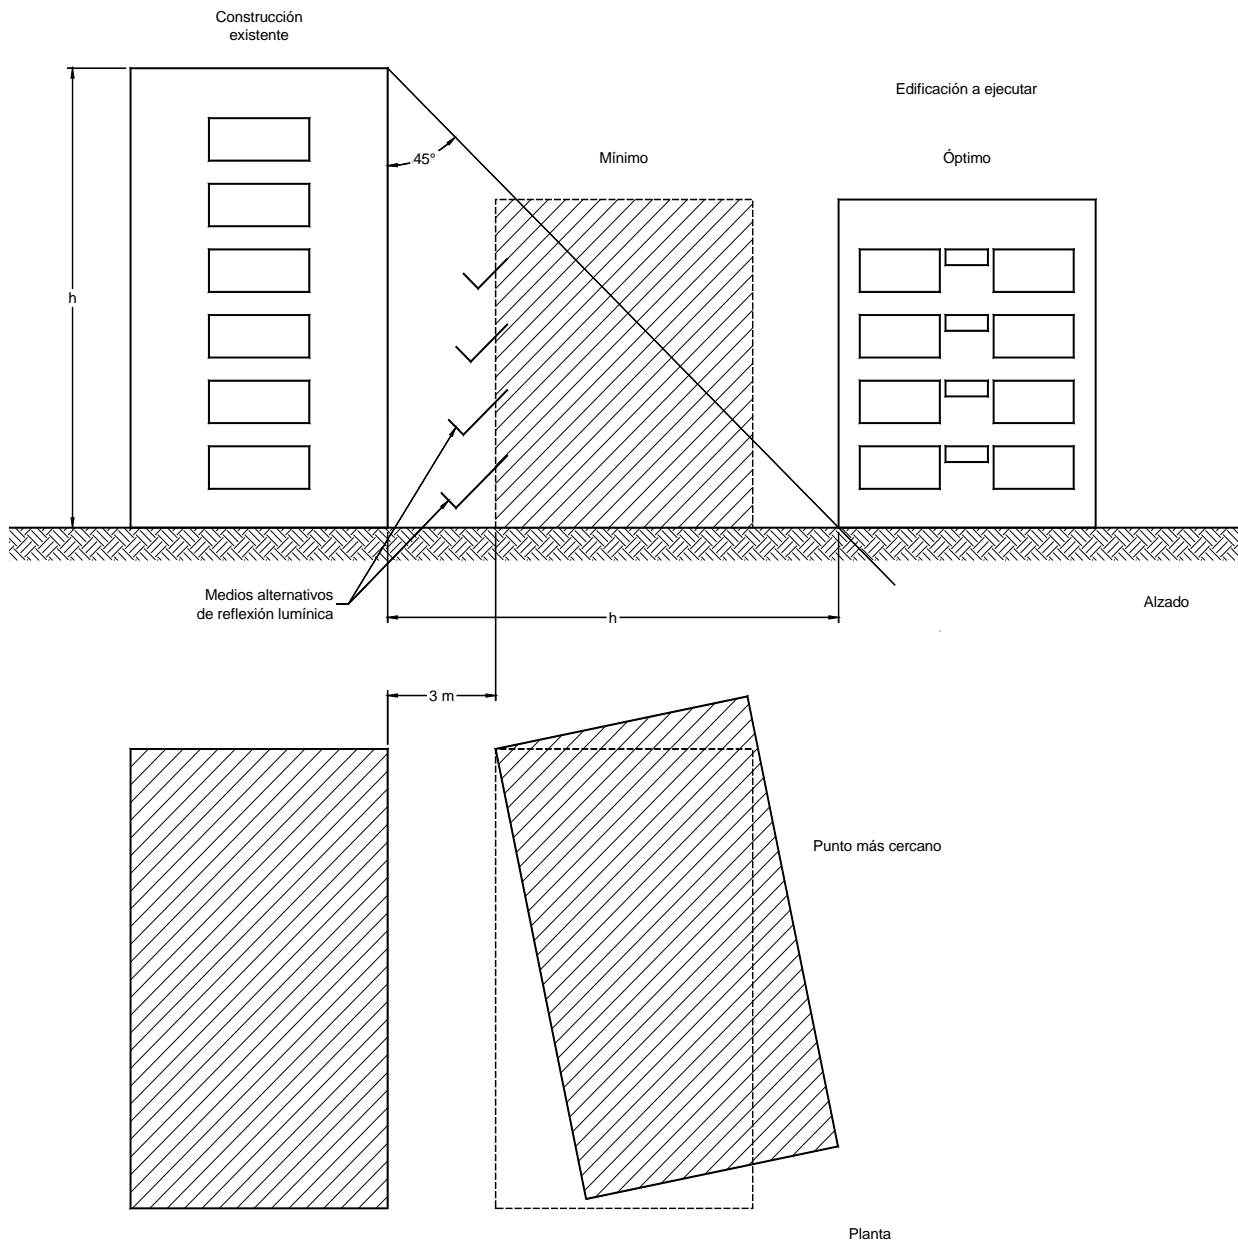 Construcción
existente
Edificación a ejecutar
45°
Mínimo
Óptimo
h
Medios alternativos
de reflexión lumínica
h
Alzado
3 m
Punto más cercano
Planta